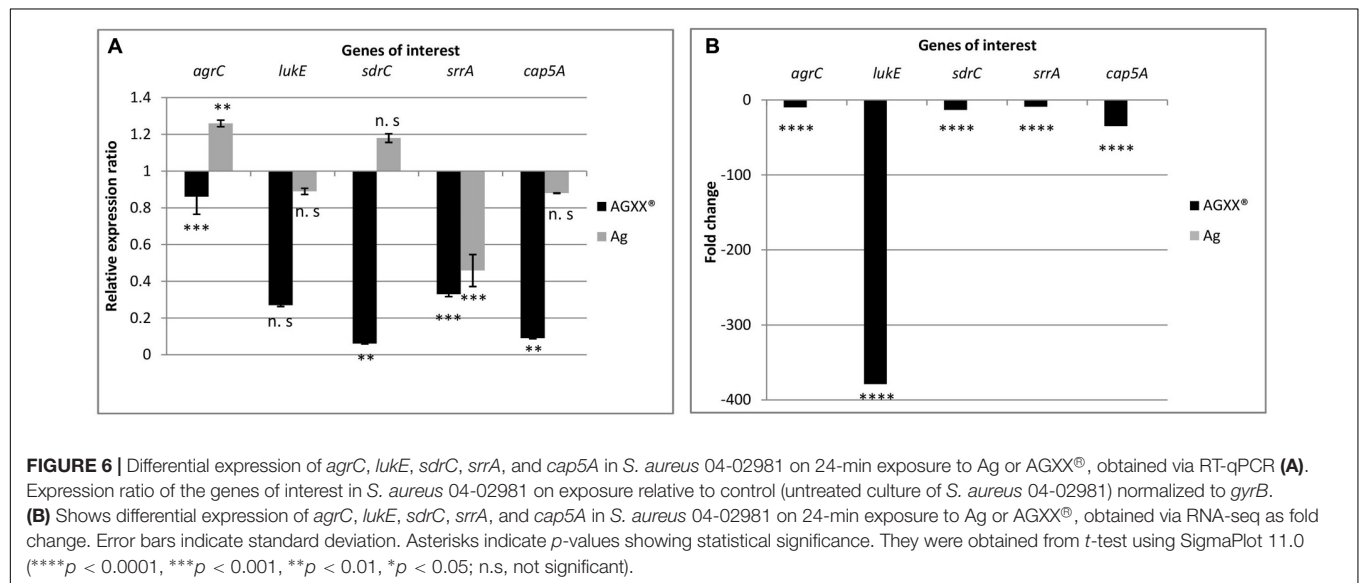 A
Genes of interest
agrC lukE sdrC srrA cap5A
Relative expression ratio
1.4
1.2
1
0.8
0.6
0.4
0.2
0
**
***
n. s
n. s
n. s
**
***
***
n. s
**
AGXX®
Ag
B
Genes of interest
agrC lukE sdrC srrA cap5A
Fold change
0
-100
-200
-300
-400
****
****
****
****
****
AGXX®
Ag
FIGURE 6 | Differential expression of agrC, lukE, sdrC, srrA, and cap5A in S. aureus 04-02981 on 24-min exposure to Ag or AGXX®, obtained via RT-qPCR (A).
Expression ratio of the genes of interest in S. aureus 04-02981 on exposure relative to control (untreated culture of S. aureus 04-02981) normalized to gyrB.
(B) Shows differential expression of agrC, lukE, sdrC, srrA, and cap5A in S. aureus 04-02981 on 24-min exposure to Ag or AGXX®, obtained via RNA-seq as fold
change. Error bars indicate standard deviation. Asterisks indicate p-values showing statistical significance. They were obtained from t-test using SigmaPlot 11.0
(****p < 0.0001, ***p < 0.001, **p < 0.01, *p < 0.05; n.s, not significant).